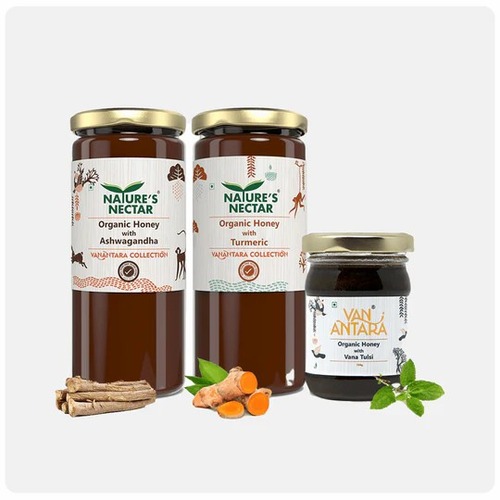 NATURE'S
NECTAR
Organic Honey
with
Ashwagandha
VANANTARA COLLECTION
NATURE'S
NECTAR
Organic Honey
with
Turmeric
VANANTARA COLLECTION
VAN
ANTARA
Organic Honey
with
Vana Tulsi